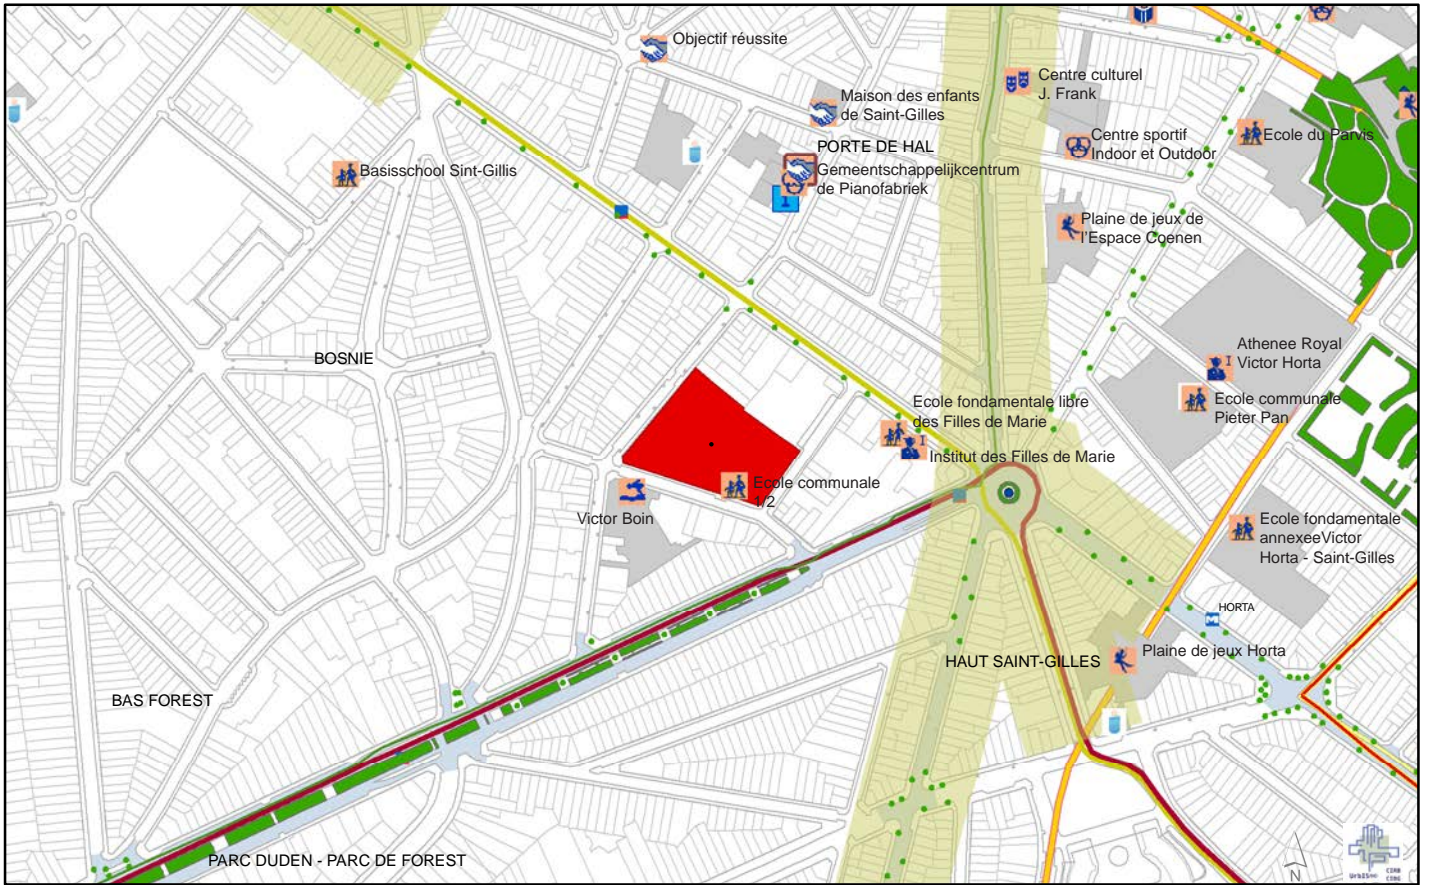 Objectif réussite
Centre culturel
J. Frank
Maison des enfants
de Saint-Gilles
Centre sportif
Indoor et Outdoor
Ecole du Parvis
PORTE DE HAL
Gemeentschappelijkcentrum
de Pianofabriek
Basisschool Sint-Gillis
Plaine de jeux de
l'Espace Coenen
BOSNIE
Athenee Royal
Victor Horta
I
Ecole communale
Pieter Pan
Ecole fondamentale libre
des Filles de Marie
I
Institut des Filles de Marie
Ecole communale
1/2
Victor Boin
Ecole fondamentale
annexeeVictor
Horta - Saint-Gilles
M
HORTA
HAUT SAINT-GILLES
Plaine de jeux Horta
BAS FOREST
PARC DUDEN - PARC DE FOREST
N
UrbIS
CIRB
CIBG